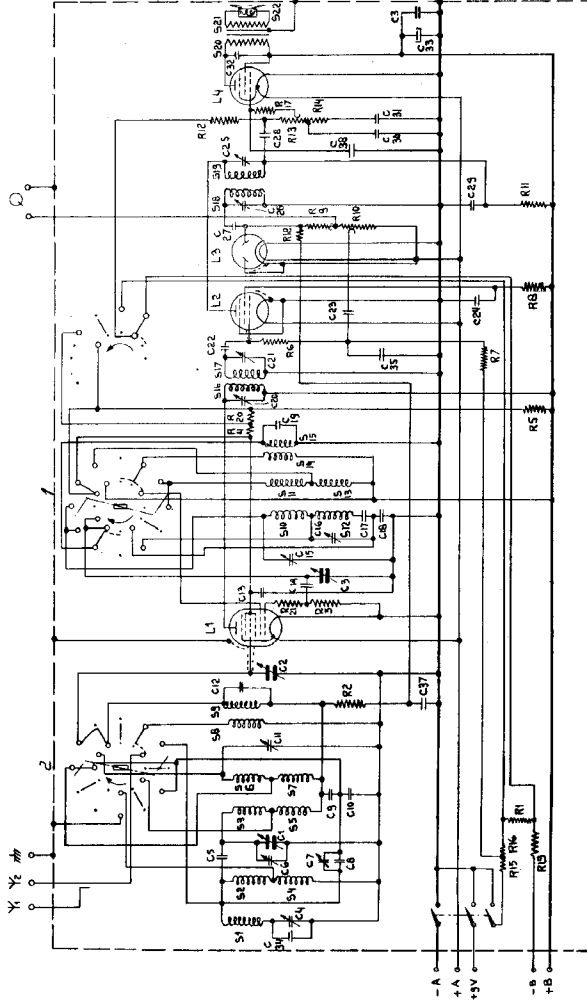 Y1
Y2
2
1
S1
C34
C4
S2
S4
C5
C6
C1
C7
C8
S3
S5
S6
S7
C9
C10
C11
S8
S9
C12
R2
C37
C2
L1
C13
R21
R3
C14
C3
C15
S10
C16
S12
C17
C18
S11
S13
S14
S15
C19
R4
R20
S16
C20
S17
C21
C22
R6
C35
R5
R7
L2
C24
R8
C23
L3
C27
R12
R9
R10
S18
C26
S19
C25
C29
R11
R12
C28
R13
R14
R17
C38
C30
C31
L4
C32
S20
S21
S22
C3
C33
R15
R16
R1
R19
-A
+A
+9V
-B
+B